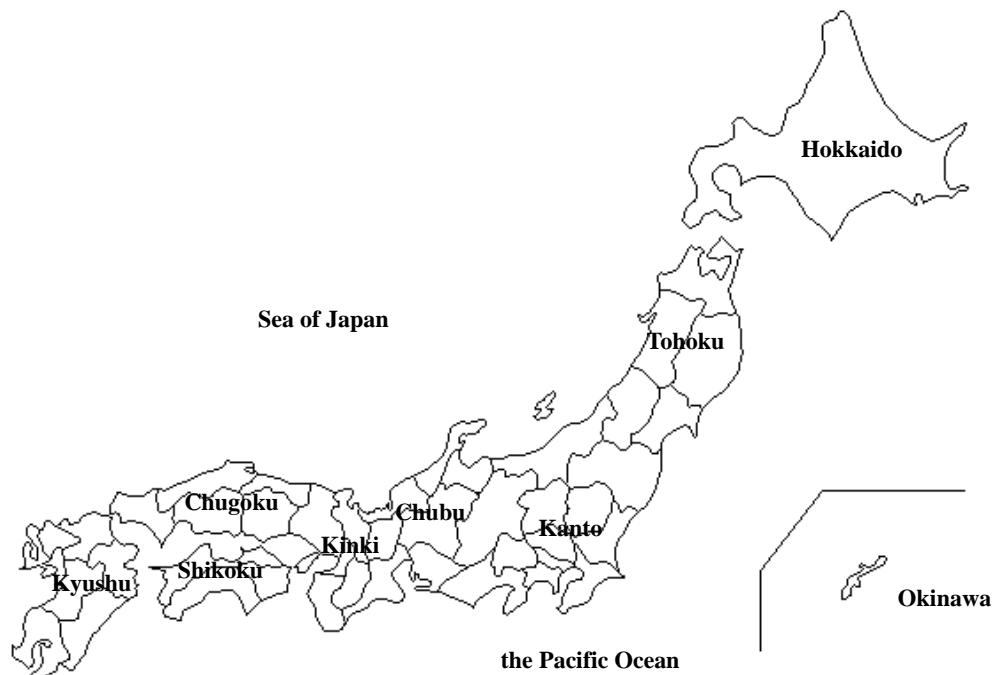 Hokkaido
Sea of Japan
Tohoku
Chugoku
Chubu
Kanto
Kinki
Shikoku
Kyushu
Okinawa
the Pacific Ocean